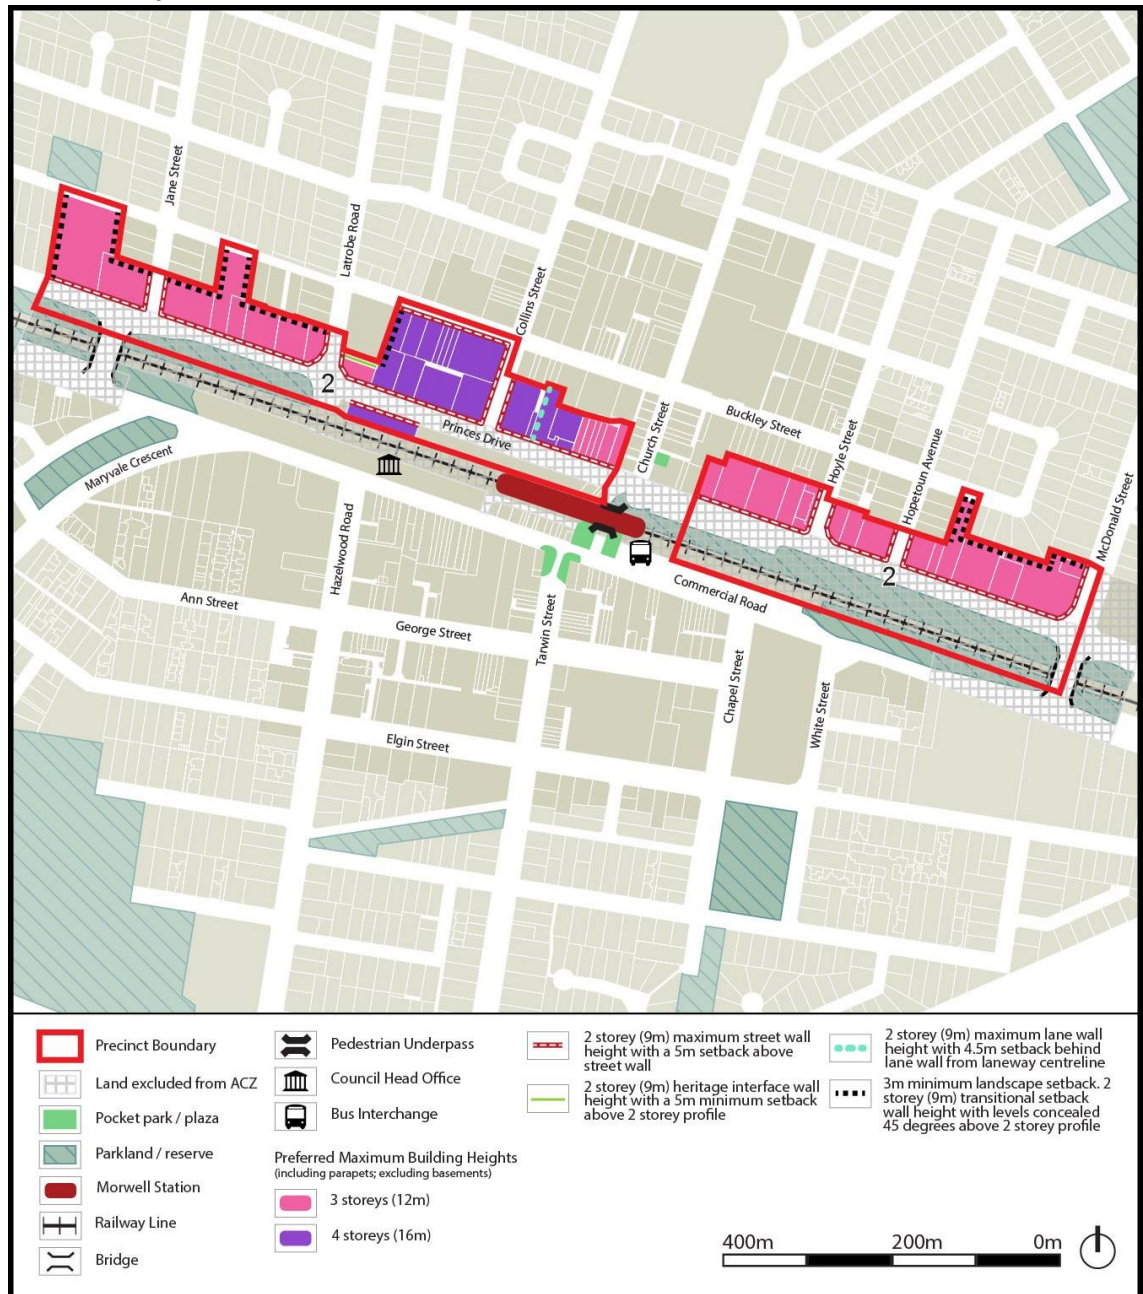 Jane Street
Latrobe Road
Collins Street
Church Street
Buckley Street
Hoyle Street
Hopetoun Avenue
McDonald Street
2
Princes Drive
Maryvale Crescent
Hazelwood Road
2
Commercial Road
Ann Street
George Street
Tarwin Street
Chapel Street
White Street
Elgin Street
Precinct Boundary
Land excluded from ACZ
Pocket park / plaza
Parkland / reserve
Morwell Station
Railway Line
Bridge
Pedestrian Underpass
Council Head Office
Bus Interchange
Preferred Maximum Building Heights
(including parapets; excluding basements)
3 storeys (12m)
4 storeys (16m)
2 storey (9m) maximum street wall
height with a 5m setback above
street wall
2 storey (9m) heritage interface wall
height with a 5m minimum setback
above 2 storey profile
2 storey (9m) maximum lane wall
height with 4.5m setback behind
lane wall from laneway centreline
3m minimum landscape setback. 2
storey (9m) transitional setback
wall height with levels concealed
45 degrees above 2 storey profile
400m 200m 0m